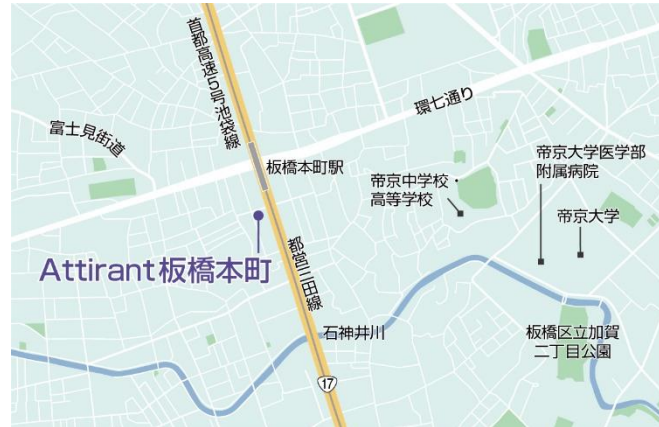 首都高速5号池袋線
環七通り
富士見街道
板橋本町駅
帝京中学校・
高等学校
帝京大学医学部
附属病院
帝京大学
Attirant板橋本町
都営三田線
石神井川
板橋区立加賀
二丁目公園
17